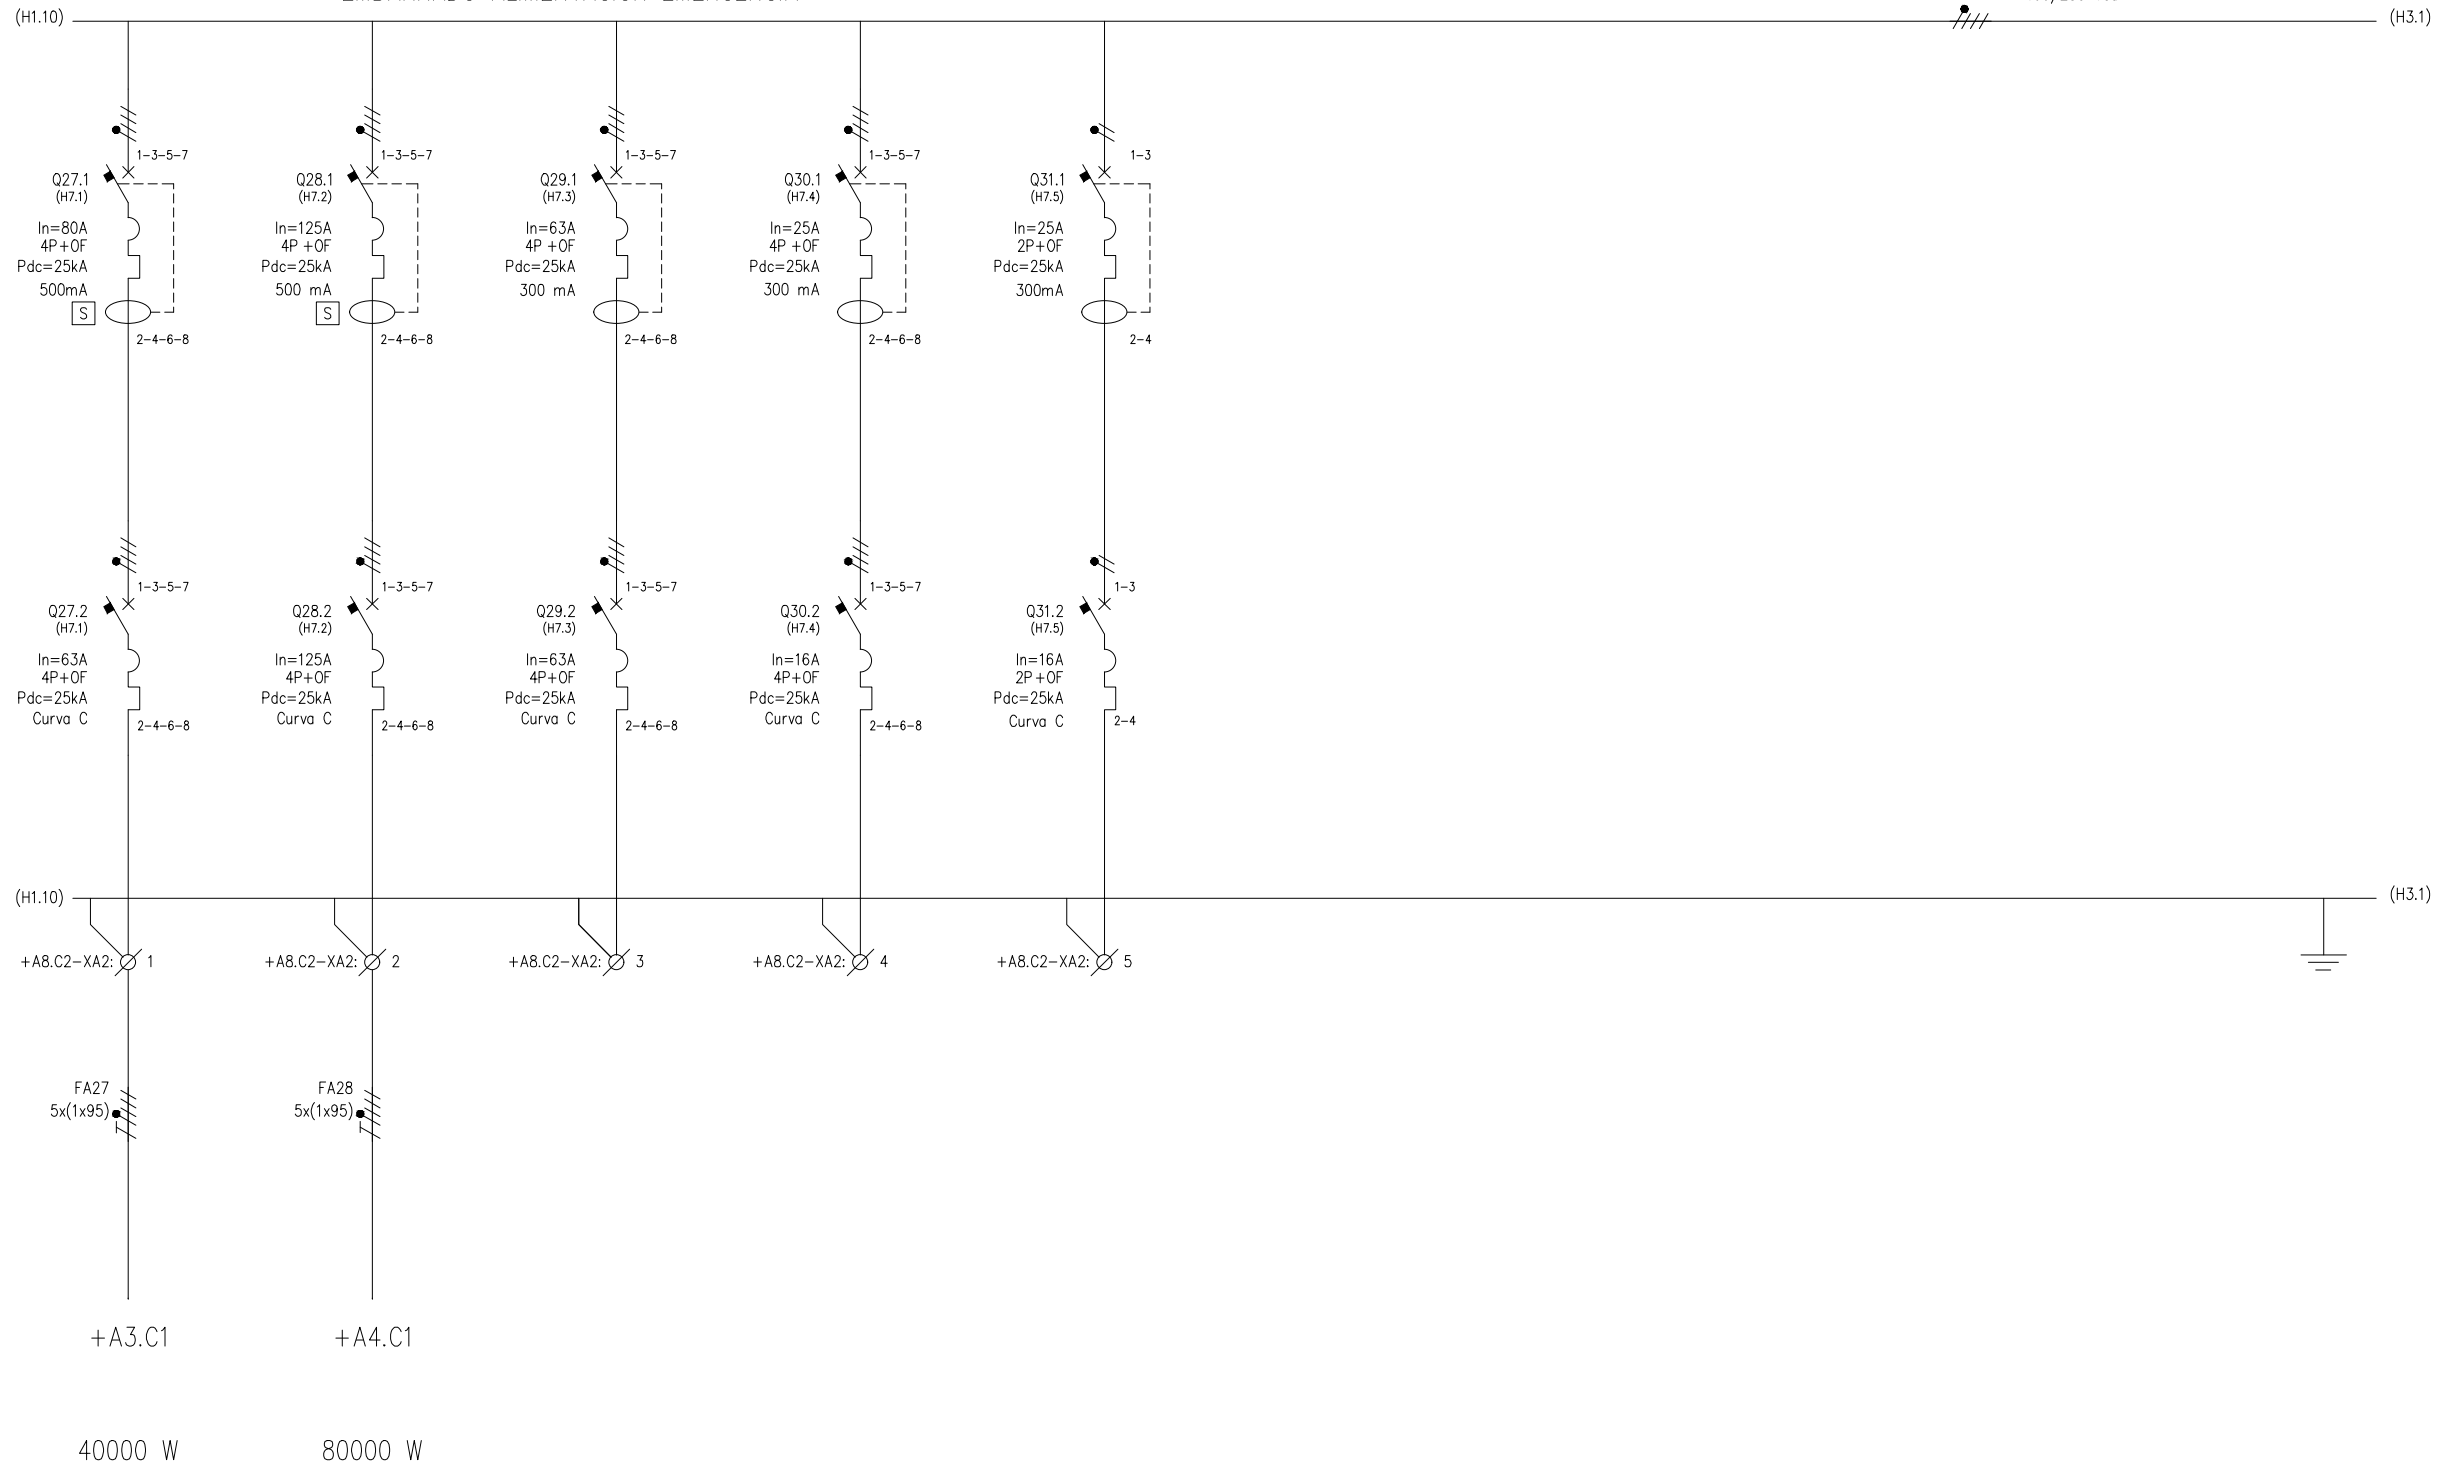 (H1.10)
(H3.1)
1-3-5-7
1-3-5-7
1-3-5-7
1-3-5-7
1-3
Q27.1
(H7.1)
In=80A
4P+OF
Pdc=25kA
500mA
S
2-4-6-8
Q28.1
(H7.2)
In=125A
4P +OF
Pdc=25kA
500 mA
S
2-4-6-8
Q29.1
(H7.3)
In=63A
4P +OF
Pdc=25kA
300 mA
2-4-6-8
Q30.1
(H7.4)
In=25A
4P +OF
Pdc=25kA
300 mA
2-4-6-8
Q31.1
(H7.5)
In=25A
2P+OF
Pdc=25kA
300mA
2-4
1-3-5-7
1-3-5-7
1-3-5-7
1-3-5-7
1-3
Q27.2
(H7.1)
In=63A
4P+OF
Pdc=25kA
Curva C
2-4-6-8
Q28.2
(H7.2)
In=125A
4P+OF
Pdc=25kA
Curva C
2-4-6-8
Q29.2
(H7.3)
In=63A
4P+OF
Pdc=25kA
Curva C
2-4-6-8
Q30.2
(H7.4)
In=16A
4P+OF
Pdc=25kA
Curva C
2-4-6-8
Q31.2
(H7.5)
In=16A
2P+OF
Pdc=25kA
Curva C
2-4
(H1.10)
(H3.1)
+A8.C2-XA2: 1
+A8.C2-XA2: 2
+A8.C2-XA2: 3
+A8.C2-XA2: 4
+A8.C2-XA2: 5
FA27
5x(1x95)
FA28
5x(1x95)
+A3.C1
+A4.C1
40000 W
80000 W